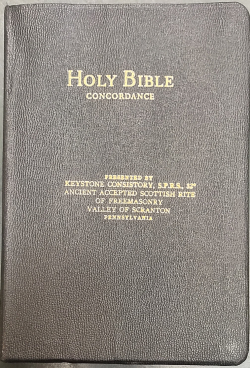 HOLY BIBLE
CONCORDANCE
PRESENTED BY
KEYSTONE CONSISTORY, S.P.R.S., 32°
ANCIENT ACCEPTED SCOTTISH RITE
OF FREEMASONRY
VALLEY OF SCRANTON
PENNSYLVANIA